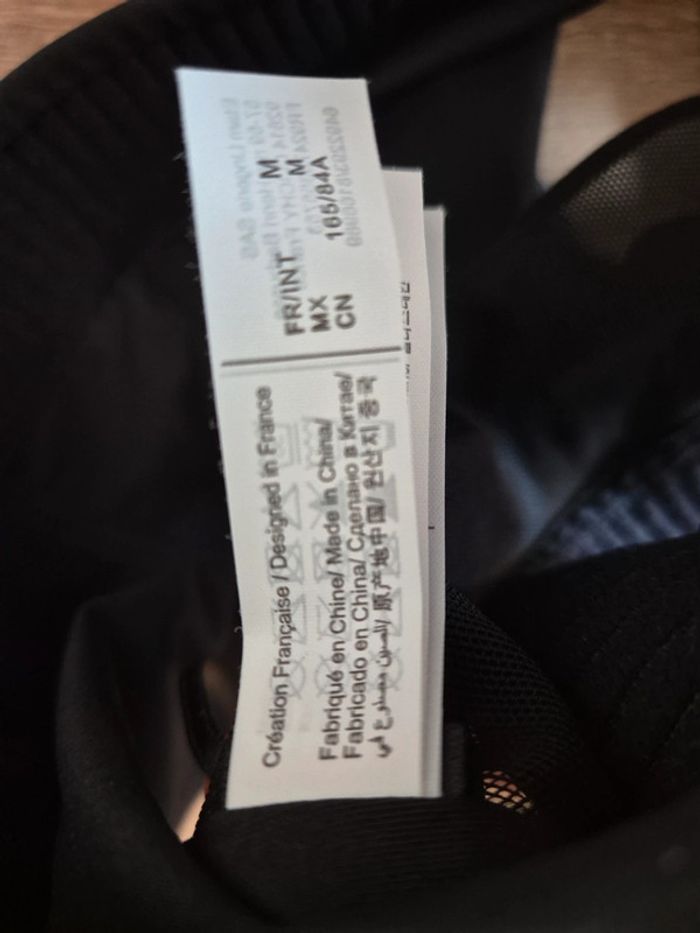 Création Française / Designed in France
Fabriqué en Chine/ Made in China/
Fabricado en China/ Сделано в Китае/
الصين مصنوع في/ 原产地中国/ 원산지 중국
FR/INT M
MX M
CN 165/84A